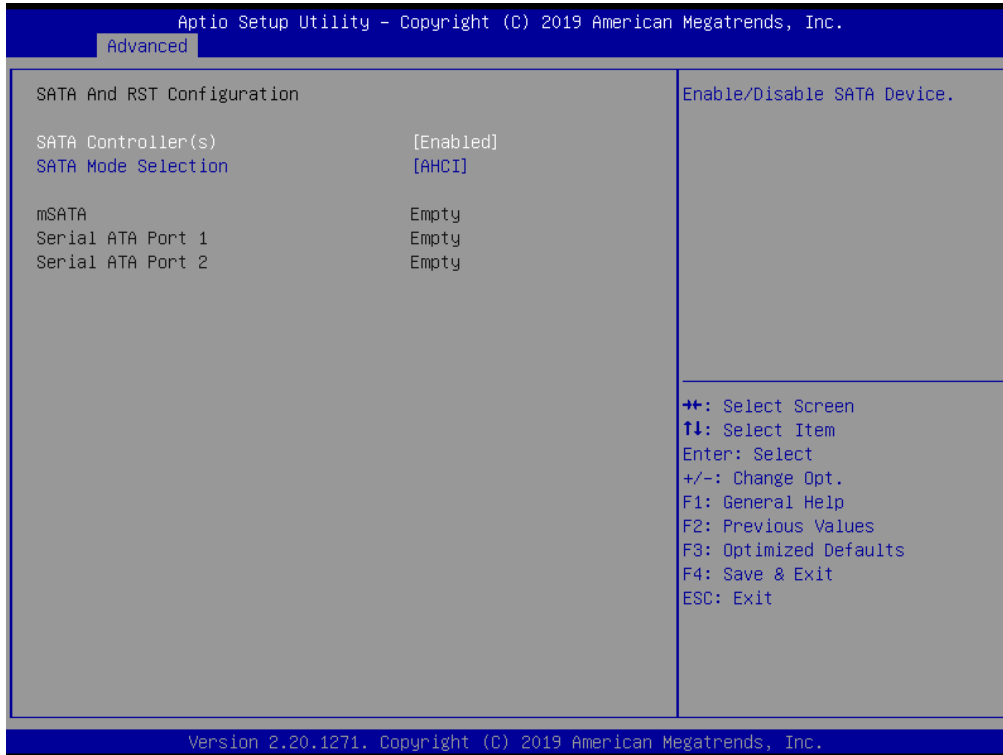 Aptio Setup Utility – Copyright (C) 2019 American Megatrends, Inc.
Advanced
SATA And RST Configuration
SATA Controller(s) [Enabled]
SATA Mode Selection [AHCI]
mSATA Empty
Serial ATA Port 1 Empty
Serial ATA Port 2 Empty
Enable/Disable SATA Device.
→←: Select Screen
↑↓: Select Item
Enter: Select
+/-: Change Opt.
F1: General Help
F2: Previous Values
F3: Optimized Defaults
F4: Save & Exit
ESC: Exit
Version 2.20.1271. Copyright (C) 2019 American Megatrends, Inc.